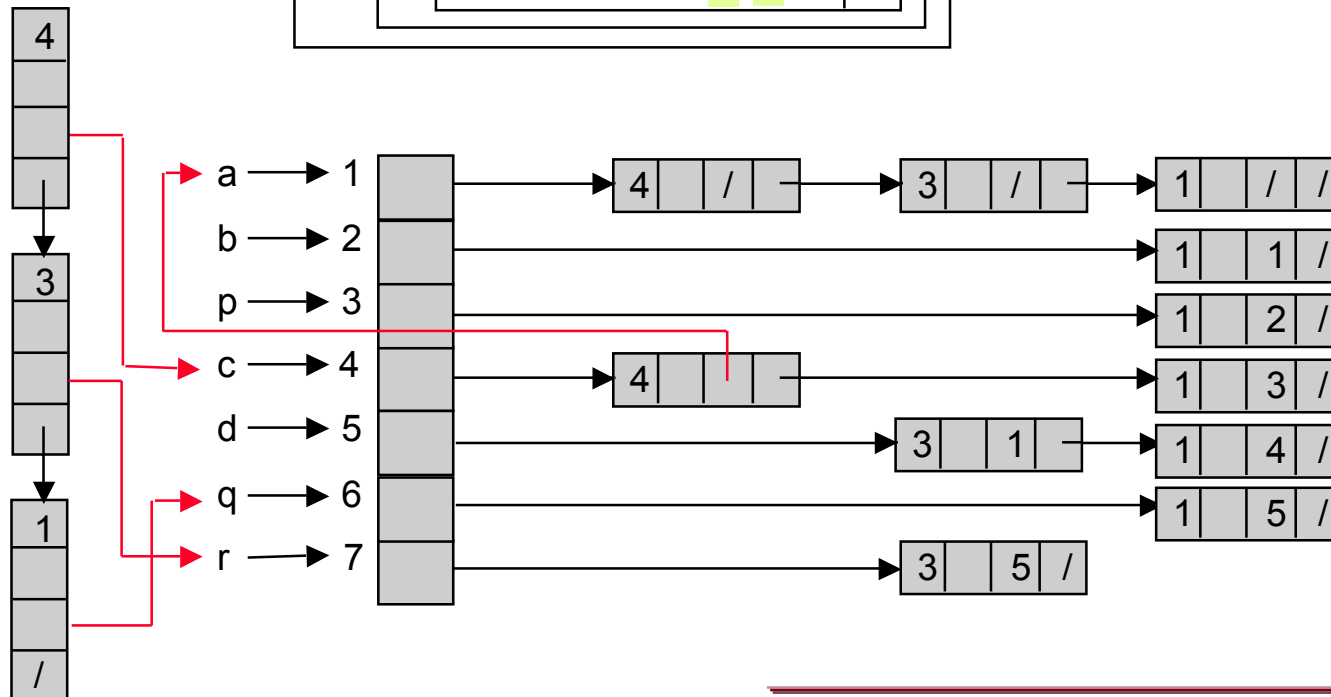 4
3
1
/
a 1 4 / 3 / 1 / /
b 2 1 1 /
p 3 1 2 /
c 4 4 1 3 /
d 5 3 1 1 4 /
q 6 1 5 /
r 7 3 5 /